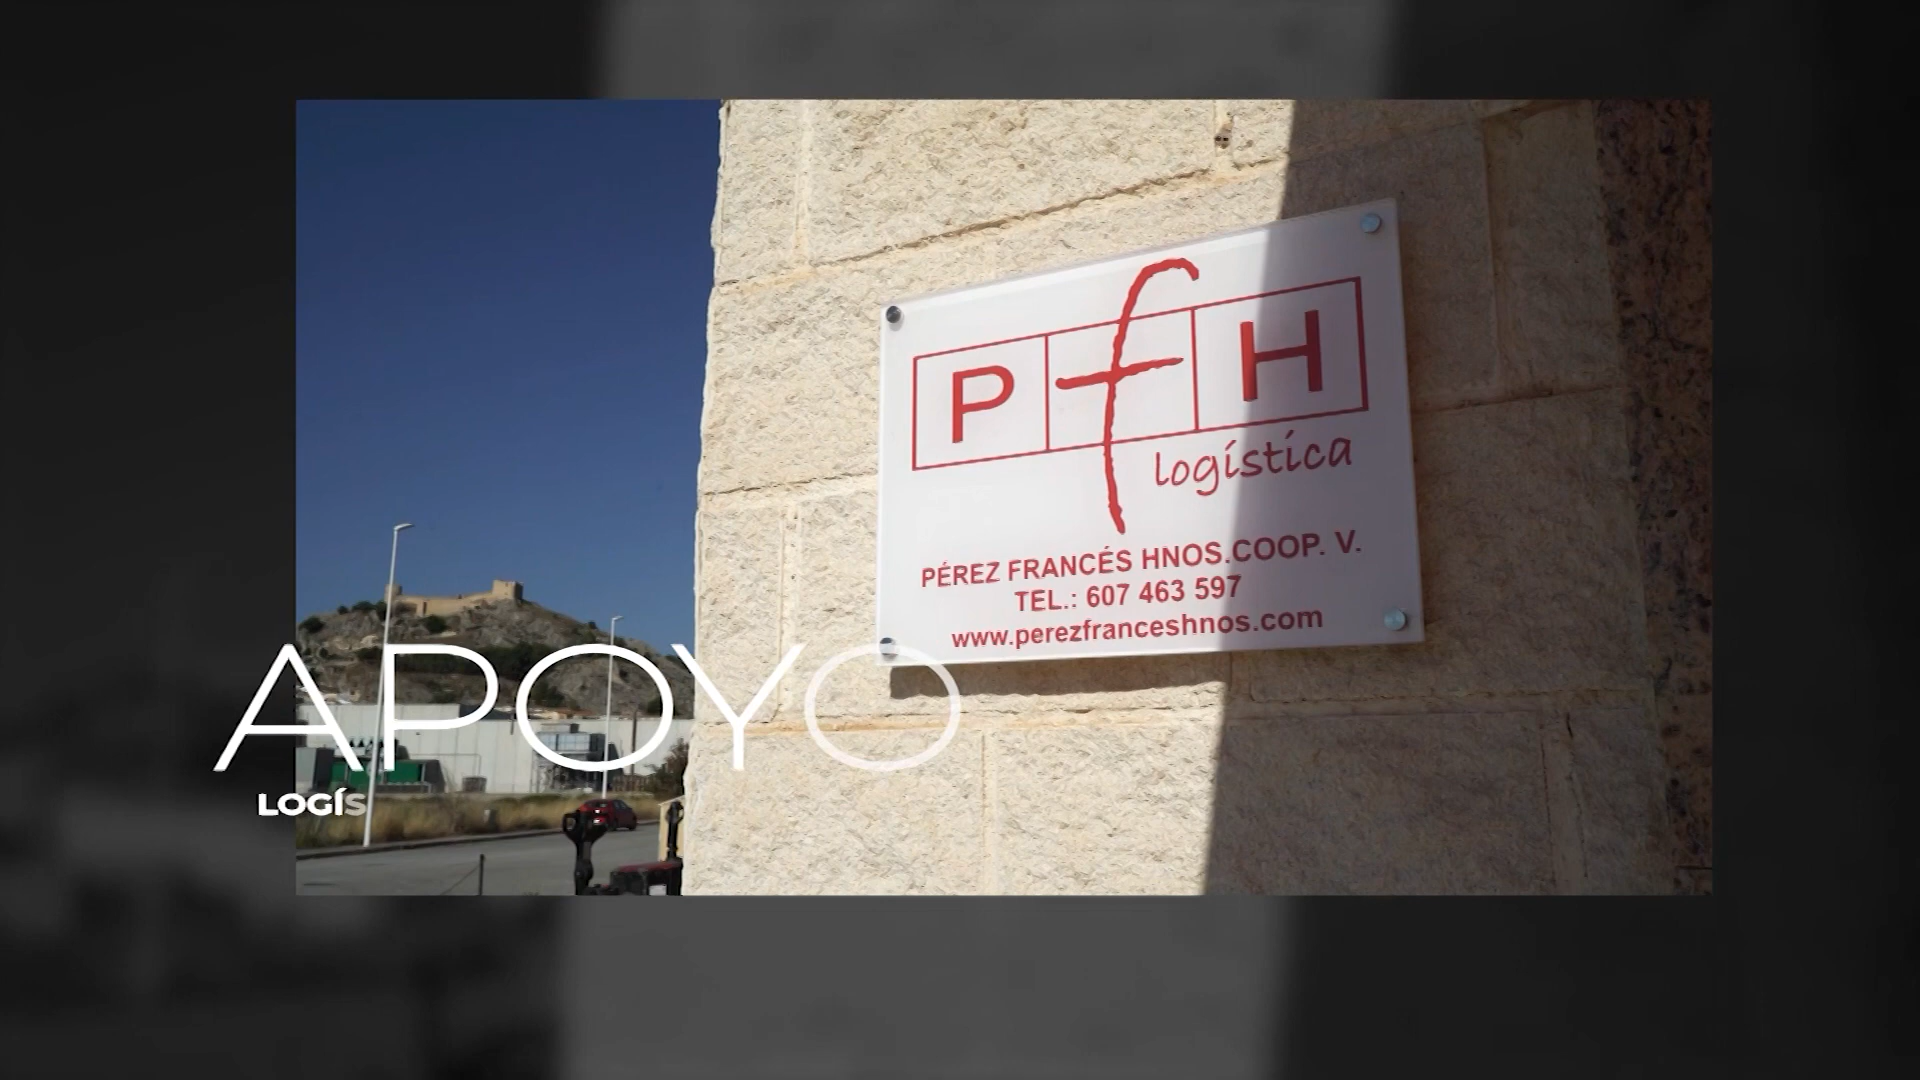 P f H
logística
PÉREZ FRANCÉS HNOS.COOP. V.
TEL.: 607 463 597
www.perezfranceshnos.com
APOYO
LOGÍS